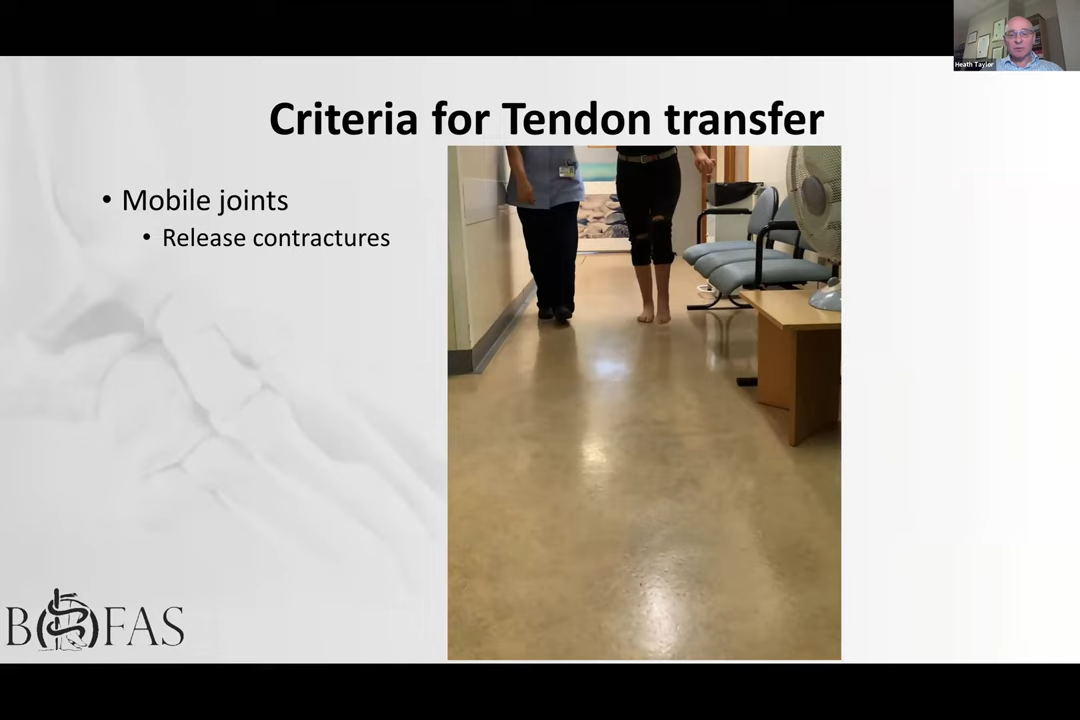 Heath Taylor
Criteria for Tendon transfer
• Mobile joints
• Release contractures
BOFAS